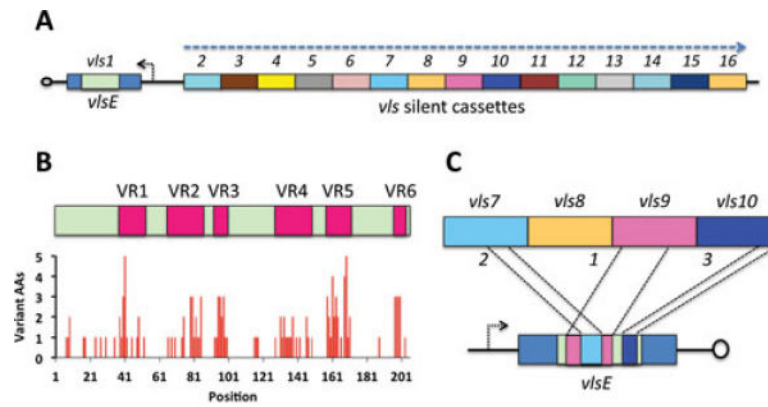 A
vls1
2 3 4 5 6 7 8 9 10 11 12 13 14 15 16
vlsE
vls silent cassettes
B
VR1 VR2 VR3 VR4 VR5 VR6
5
4
3
2
1
0
Variant AAs
1 21 41 61 81 101 121 141 161 181 201
Position
C
vls7 vls8 vls9 vls10
2 1 3
vlsE